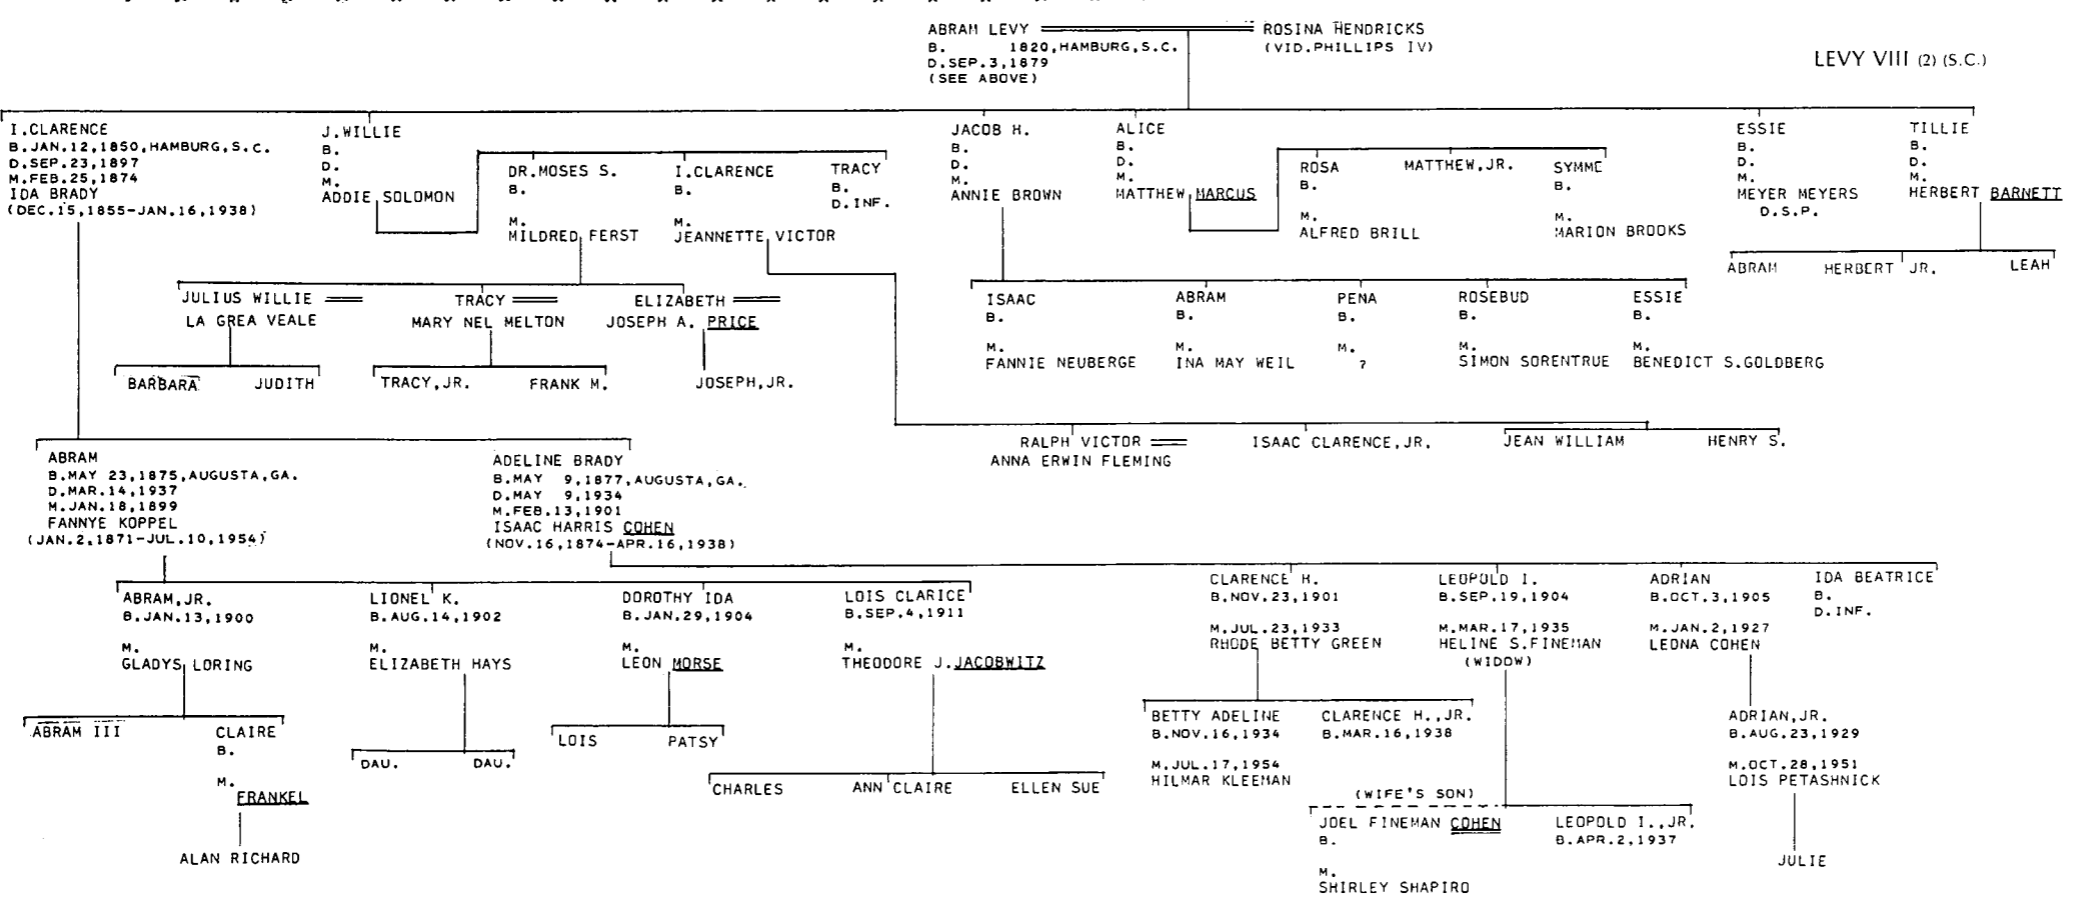 ABRAM LEVY ROSINA HENDRICKS
B. 1820,HAMBURG,S.C. (VID.PHILLIPS IV)
D.SEP.3,1879
(SEE ABOVE)
LEVY VIII (2) (S.C.)
I.CLARENCE
B.JAN.12,1850,HAMBURG,S.C.
D.SEP.23,1897
M.FEB.25,1874
IDA BRADY
(DEC.15,1855-JAN.16,1938)
J.WILLIE
B.
D.
M.
ADDIE SOLOMON
DR.MOSES S.
B.
M.
MILDRED FERST
I.CLARENCE
B.
M.
JEANNETTE VICTOR
TRACY
B.
D.INF.
JACOB H.
B.
D.
M.
ANNIE BROWN
ALICE
B.
D.
M.
MATTHEW MARCUS
ROSA
B.
M.
ALFRED BRILL
MATTHEW,JR.
SYMME
B.
M.
MARION BROOKS
ESSIE
B.
D.
M.
MEYER MEYERS
D.S.P.
TILLIE
B.
D.
M.
HERBERT BARNETT
ABRAM HERBERT JR. LEAH
JULIUS WILLIE
LA GREA VEALE
TRACY
MARY NEL MELTON
ELIZABETH
JOSEPH A. PRICE
BARBARA JUDITH
TRACY,JR. FRANK M.
JOSEPH,JR.
ISAAC
B.
M.
FANNIE NEUBERGE
ABRAM
B.
M.
INA MAY WEIL
PENA
B.
M.
?
ROSEBUD
B.
M.
SIMON SORENTRUE
ESSIE
B.
M.
BENEDICT S.GOLDBERG
RALPH VICTOR
ANNA ERWIN FLEMING
ISAAC CLARENCE,JR.
JEAN WILLIAM
HENRY S.
ABRAM
B.MAY 23,1875,AUGUSTA,GA.
D.MAR.14,1937
M.JAN.18,1899
FANNYE KOPPEL
(JAN.2,1871-JUL.10,1954)
ADELINE BRADY
B.MAY 9,1877,AUGUSTA,GA.
D.MAY 9,1934
M.FEB.13,1901
ISAAC HARRIS COHEN
(NOV.16,1874-APR.16,1938)
ABRAM,JR.
B.JAN.13,1900
M.
GLADYS LORING
LIONEL K.
B.AUG.14,1902
M.
ELIZABETH HAYS
DOROTHY IDA
B.JAN.29,1904
M.
LEON MORSE
LOIS CLARICE
B.SEP.4,1911
M.
THEODORE J.JACOBWITZ
CLARENCE H.
B.NOV.23,1901
M.JUL.23,1933
RHODE BETTY GREEN
LEOPOLD I.
B.SEP.19,1904
M.MAR.17,1935
HELINE S.FINEMAN
(WIDOW)
ADRIAN
B.OCT.3,1905
M.JAN.2,1927
LEONA COHEN
IDA BEATRICE
B.
D.INF.
ABRAM III
CLAIRE
B.
M.
FRANKEL
ALAN RICHARD
DAU. DAU.
LOIS PATSY
CHARLES ANN CLAIRE ELLEN SUE
BETTY ADELINE
B.NOV.16,1934
M.JUL.17,1954
HILMAR KLEEMAN
CLARENCE H.,JR.
B.MAR.16,1938
(WIFE'S SON)
JOEL FINEMAN COHEN
B.
M.
SHIRLEY SHAPIRO
LEOPOLD I.,JR.
B.APR.2,1937
ADRIAN,JR.
B.AUG.23,1929
M.OCT.28,1951
LOIS PETASHNICK
JULIE